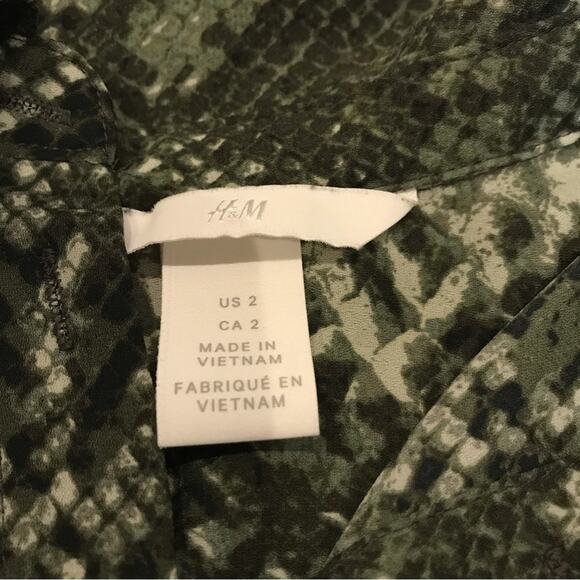 H&M
US 2
CA 2
MADE IN
VIETNAM
FABRIQUÉ EN
VIETNAM